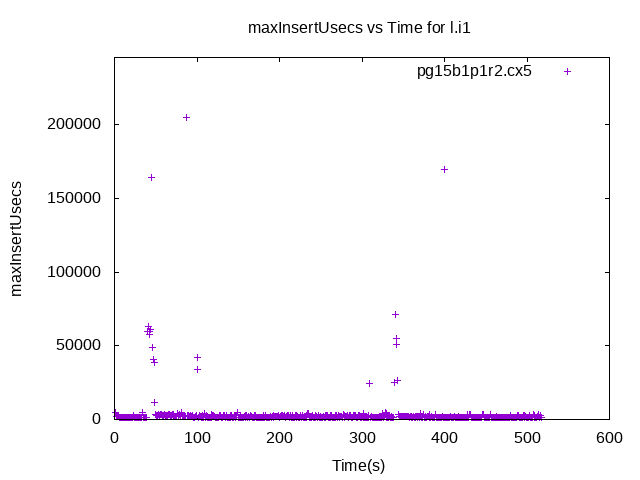 maxInsertUsecs vs Time for l.i1
pg15b1p1r2.cx5
200000
150000
100000
50000
0
maxInsertUsecs
0 100 200 300 400 500 600
Time(s)